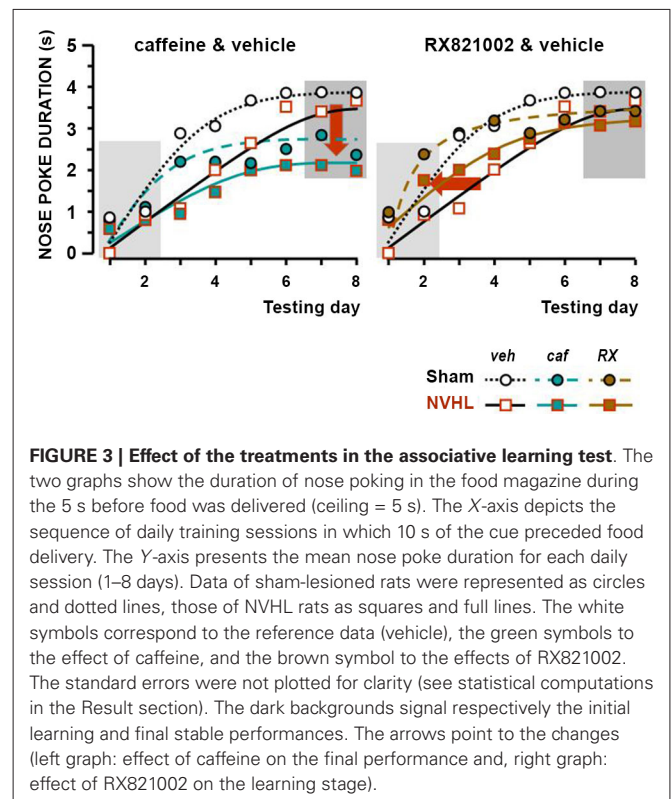 caffeine & vehicle
RX821002 & vehicle
NOSE POKE DURATION (s)
5
4
3
2
1
0
2 4 6 8
2 4 6 8
Testing day
Testing day
veh caf RX
Sham
NVHL
FIGURE 3 | Effect of the treatments in the associative learning test. The
two graphs show the duration of nose poking in the food magazine during
the 5 s before food was delivered (ceiling = 5 s). The X-axis depicts the
sequence of daily training sessions in which 10 s of the cue preceded food
delivery. The Y-axis presents the mean nose poke duration for each daily
session (1–8 days). Data of sham-lesioned rats were represented as circles
and dotted lines, those of NVHL rats as squares and full lines. The white
symbols correspond to the reference data (vehicle), the green symbols to
the effect of caffeine, and the brown symbol to the effects of RX821002.
The standard errors were not plotted for clarity (see statistical computations
in the Result section). The dark backgrounds signal respectively the initial
learning and final stable performances. The arrows point to the changes
(left graph: effect of caffeine on the final performance and, right graph:
effect of RX821002 on the learning stage).